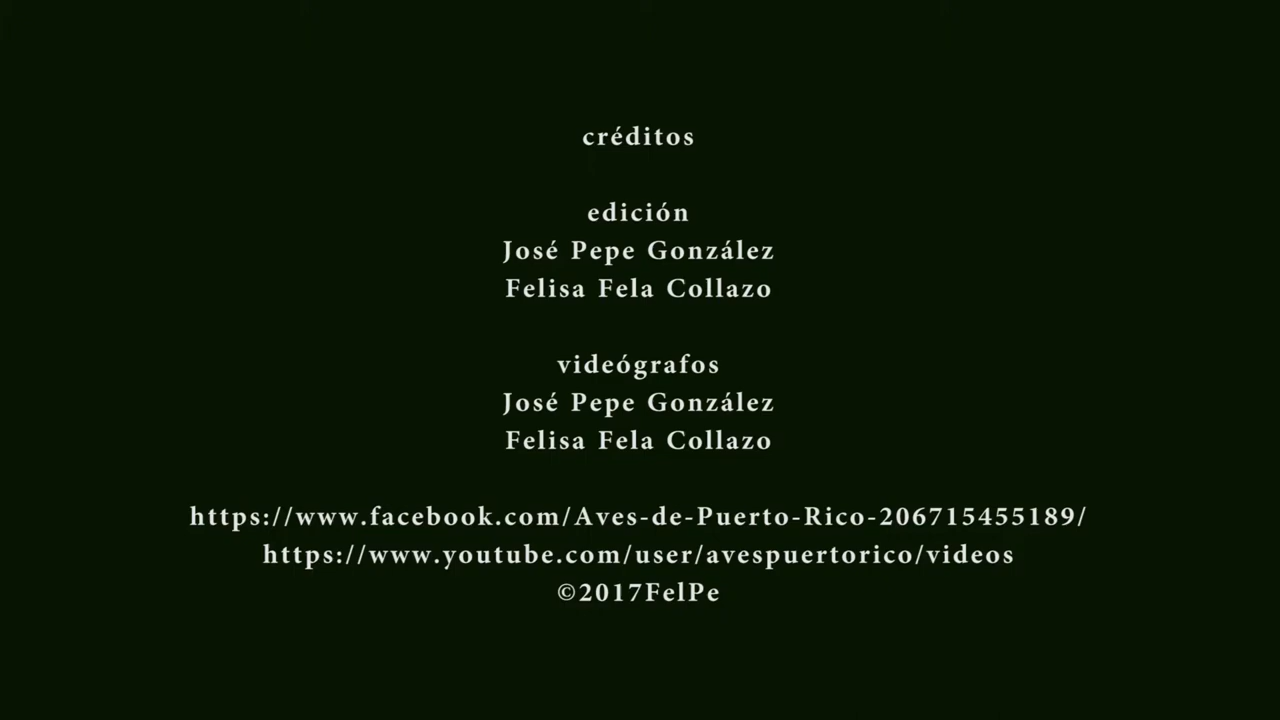 créditos
edición
José Pepe González
Felisa Fela Collazo
videógrafos
José Pepe González
Felisa Fela Collazo
https://www.facebook.com/Aves-de-Puerto-Rico-206715455189/
https://www.youtube.com/user/avespuertorico/videos
©2017FelPe